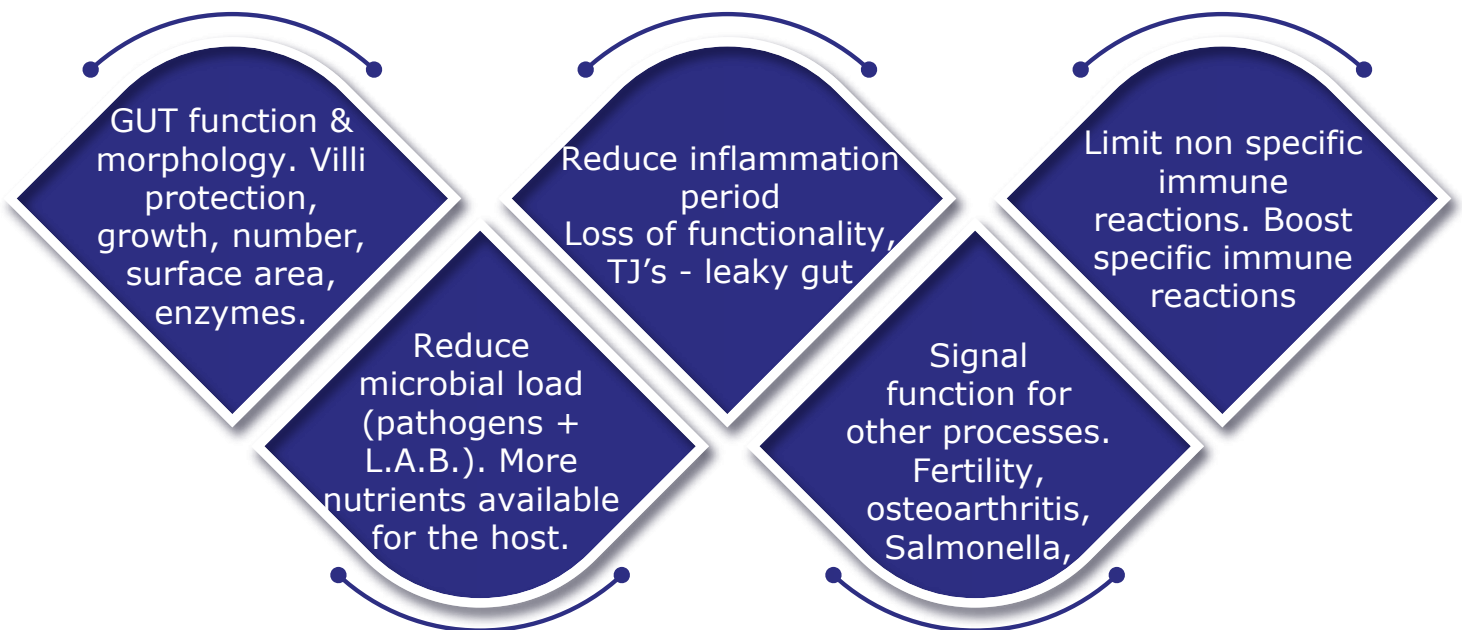 GUT function &
morphology. Villi
protection,
growth, number,
surface area,
enzymes.
Reduce
microbial load
(pathogens +
L.A.B.). More
nutrients available
for the host.
Reduce inflammation
period
Loss of functionality,
TJ’s - leaky gut
Signal
function for
other processes.
Fertility,
osteoarthritis,
Salmonella,
Limit non specific
immune
reactions. Boost
specific immune
reactions